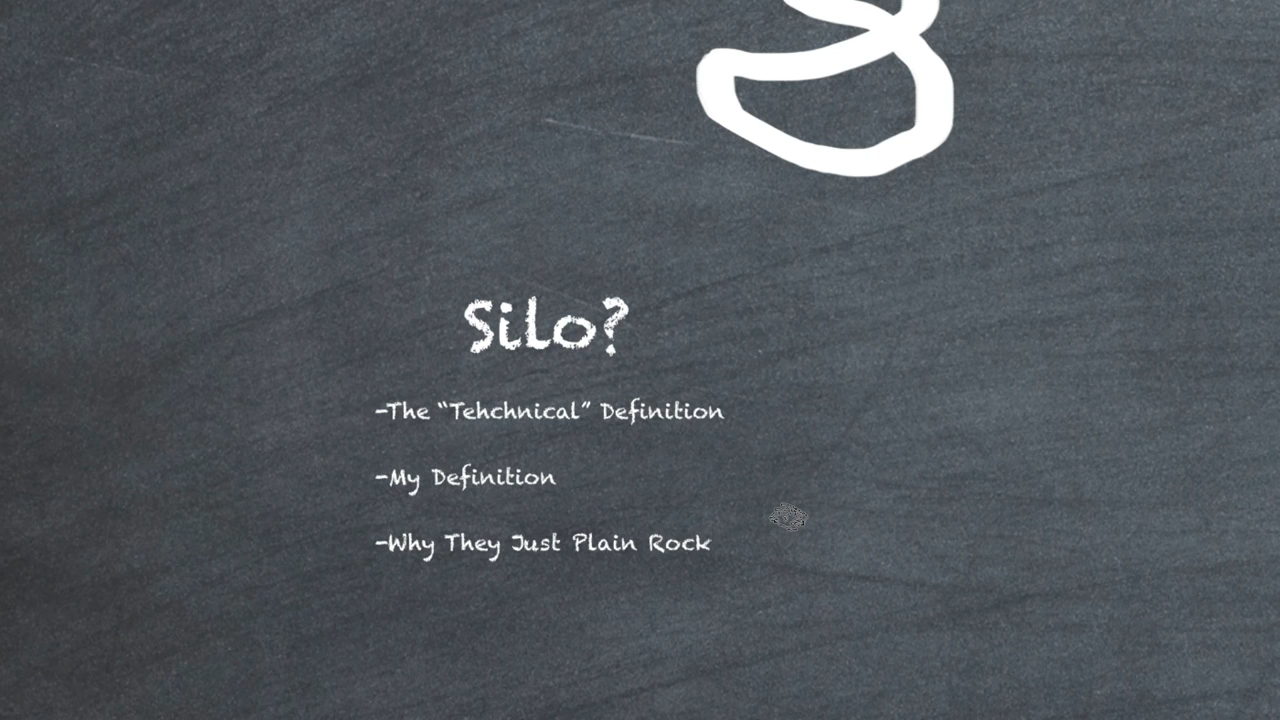 Silo?
-The “Tehchnical” Definition
-My Definition
-Why They Just Plain Rock